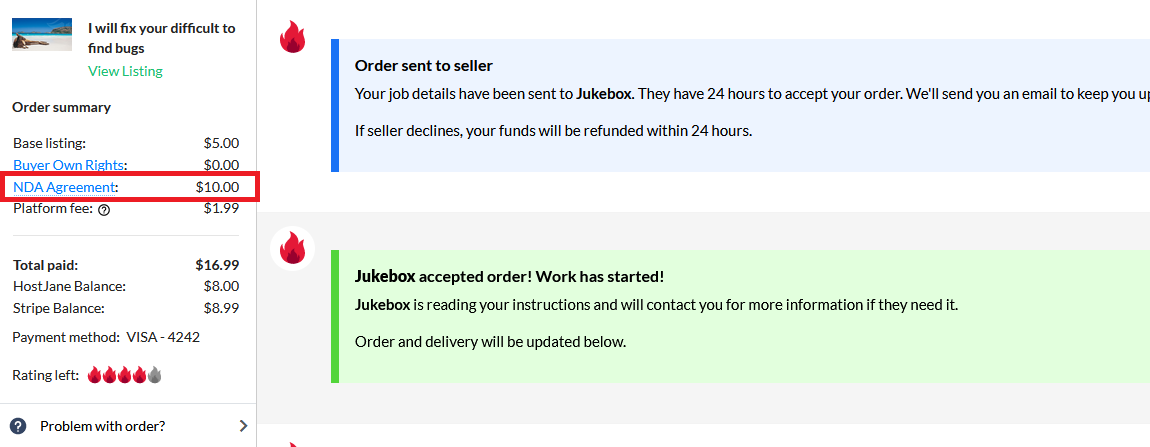 I will fix your difficult to
find bugs
View Listing
Order summary
Base listing: $5.00
Buyer Own Rights: $0.00
NDA Agreement: $10.00
Platform fee: ? $1.99
Total paid: $16.99
HostJane Balance: $8.00
Stripe Balance: $8.99
Payment method: VISA - 4242
Rating left:
? Problem with order?
Order sent to seller
Your job details have been sent to Jukebox. They have 24 hours to accept your order. We'll send you an email to keep you
If seller declines, your funds will be refunded within 24 hours.
Jukebox accepted order! Work has started!
Jukebox is reading your instructions and will contact you for more information if they need it.
Order and delivery will be updated below.